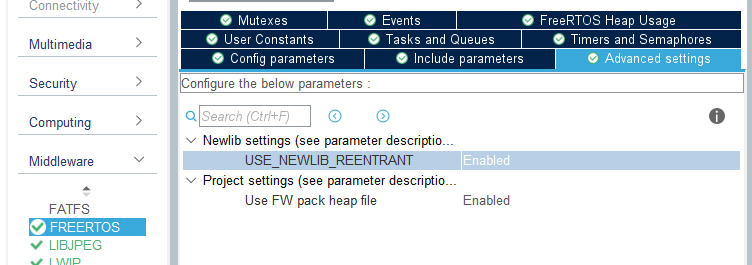 Connectivity
Multimedia
Security
Computing
Middleware
FATFS
FREERTOS
LIBJPEG
LWIP
Mutexes
Events
FreeRTOS Heap Usage
User Constants
Tasks and Queues
Timers and Semaphores
Config parameters
Include parameters
Advanced settings
Configure the below parameters :
Search (Ctrl+F)
Newlib settings (see parameter descriptio...
USE_NEWLIB_REENTRANT Enabled
Project settings (see parameter descriptio...
Use FW pack heap file Enabled